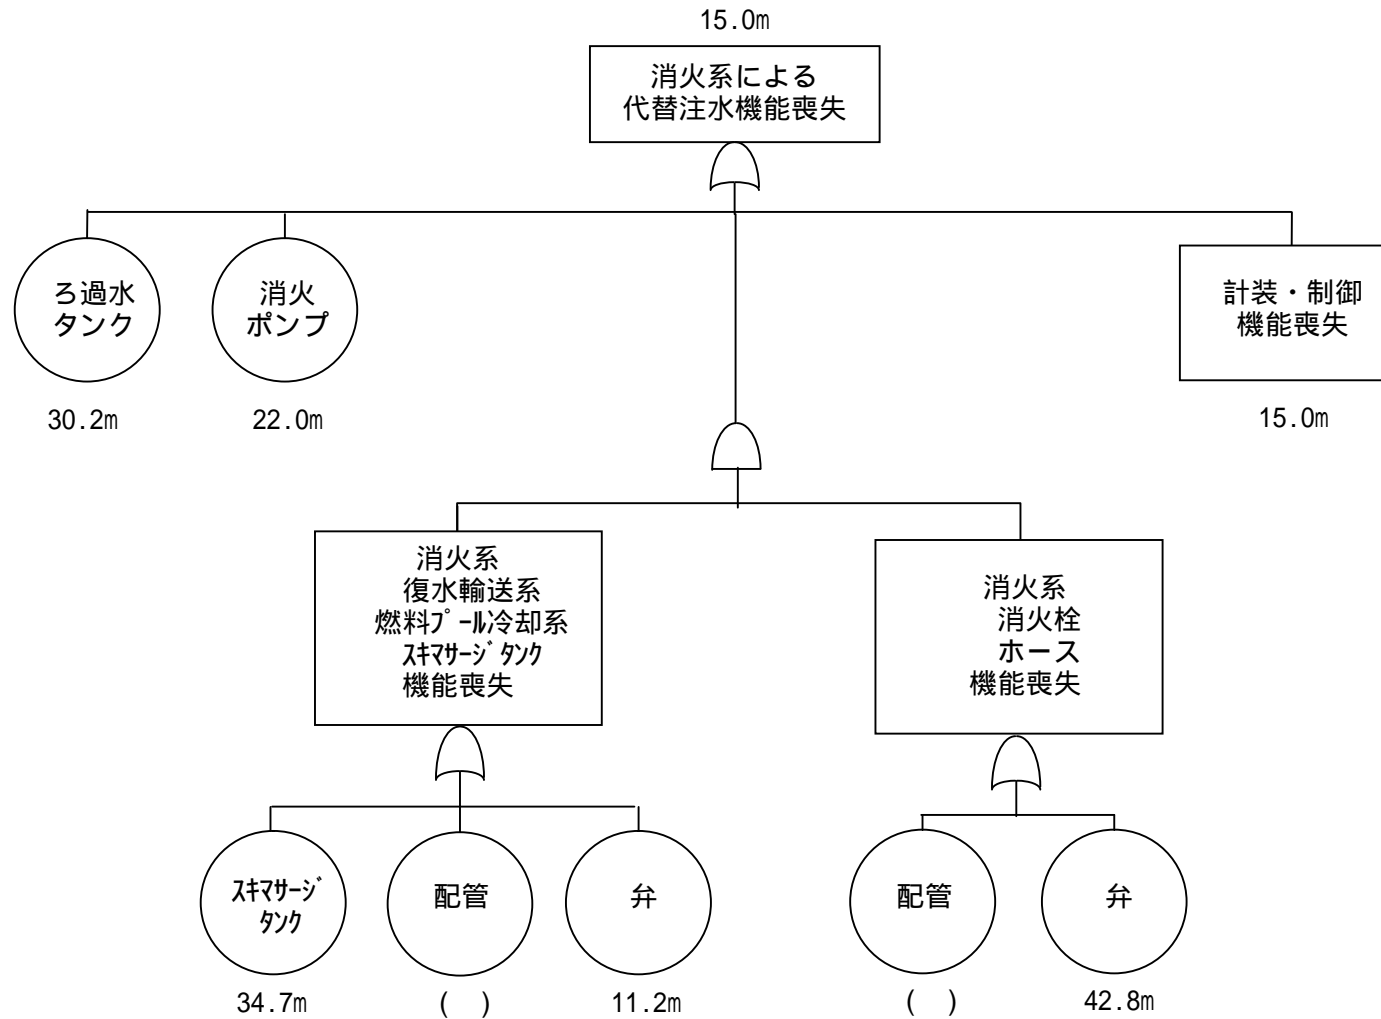 15.0m
消火系による
代替注水機能喪失
ろ過水
タンク
30.2m
消火
ポンプ
22.0m
計装・制御
機能喪失
15.0m
消火系
復水輸送系
燃料ﾌﾟｰﾙ冷却系
ｽｷﾏｻｰｼﾞﾀﾝｸ
機能喪失
消火系
消火栓
ホース
機能喪失
ｽｷﾏｻｰｼﾞ
ﾀﾝｸ
34.7m
配管
( )
弁
11.2m
配管
( )
弁
42.8m